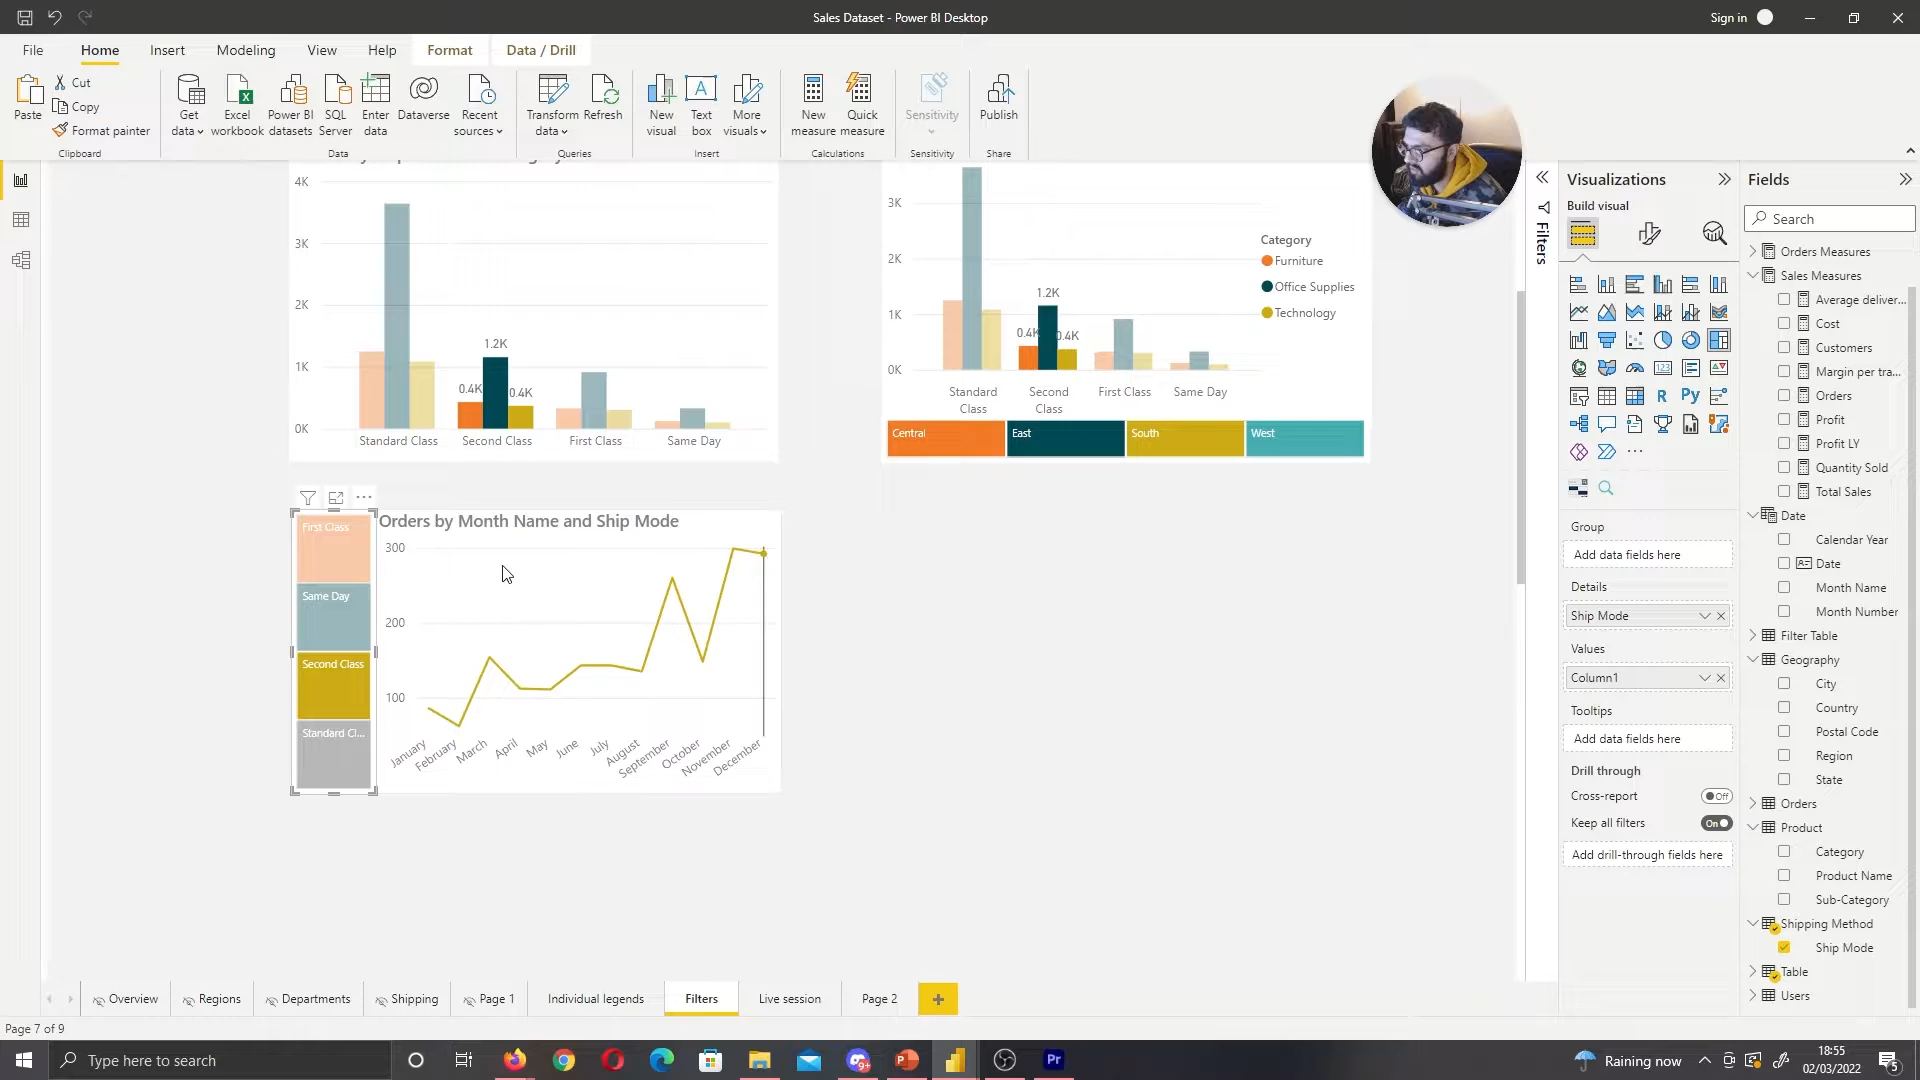 Sales Dataset - Power BI Desktop
Sign in
File
Home
Insert
Modeling
View
Help
Format
Data / Drill
Paste
Cut
Copy
Format painter
Clipboard
Get data
Excel workbook
Power BI datasets
SQL Server
Enter data
Dataverse
Recent sources
Data
Transform data
Refresh
Queries
New visual
Text box
More visuals
Insert
New measure
Quick measure
Calculations
Sensitivity
Sensitivity
Publish
Share
4K
3K
2K
1K
0K
0.4K
1.2K
0.4K
Standard Class
Second Class
First Class
Same Day
3K
2K
1K
0K
0.4K
1.2K
0.4K
Standard Class
Second Class
First Class
Same Day
Category
Furniture
Office Supplies
Technology
Central
East
South
West
First Class
Same Day
Second Class
Standard Cl...
Orders by Month Name and Ship Mode
300
200
100
January
February
March
April
May
June
July
August
September
October
November
December
Filters
Visualizations
Build visual
Group
Add data fields here
Details
Ship Mode
Values
Column1
Tooltips
Add data fields here
Drill through
Cross-report
Off
Keep all filters
On
Add drill-through fields here
Fields
Search
Orders Measures
Sales Measures
Average deliver...
Cost
Customers
Margin per tra...
Orders
Profit
Profit LY
Quantity Sold
Total Sales
Date
Calendar Year
Date
Month Name
Month Number
Filter Table
Geography
City
Country
Postal Code
Region
State
Orders
Product
Category
Product Name
Sub-Category
Shipping Method
Ship Mode
Table
Users
Overview
Regions
Departments
Shipping
Page 1
Individual legends
Filters
Live session
Page 2
Page 7 of 9
Type here to search
Raining now
18:55
02/03/2022
5